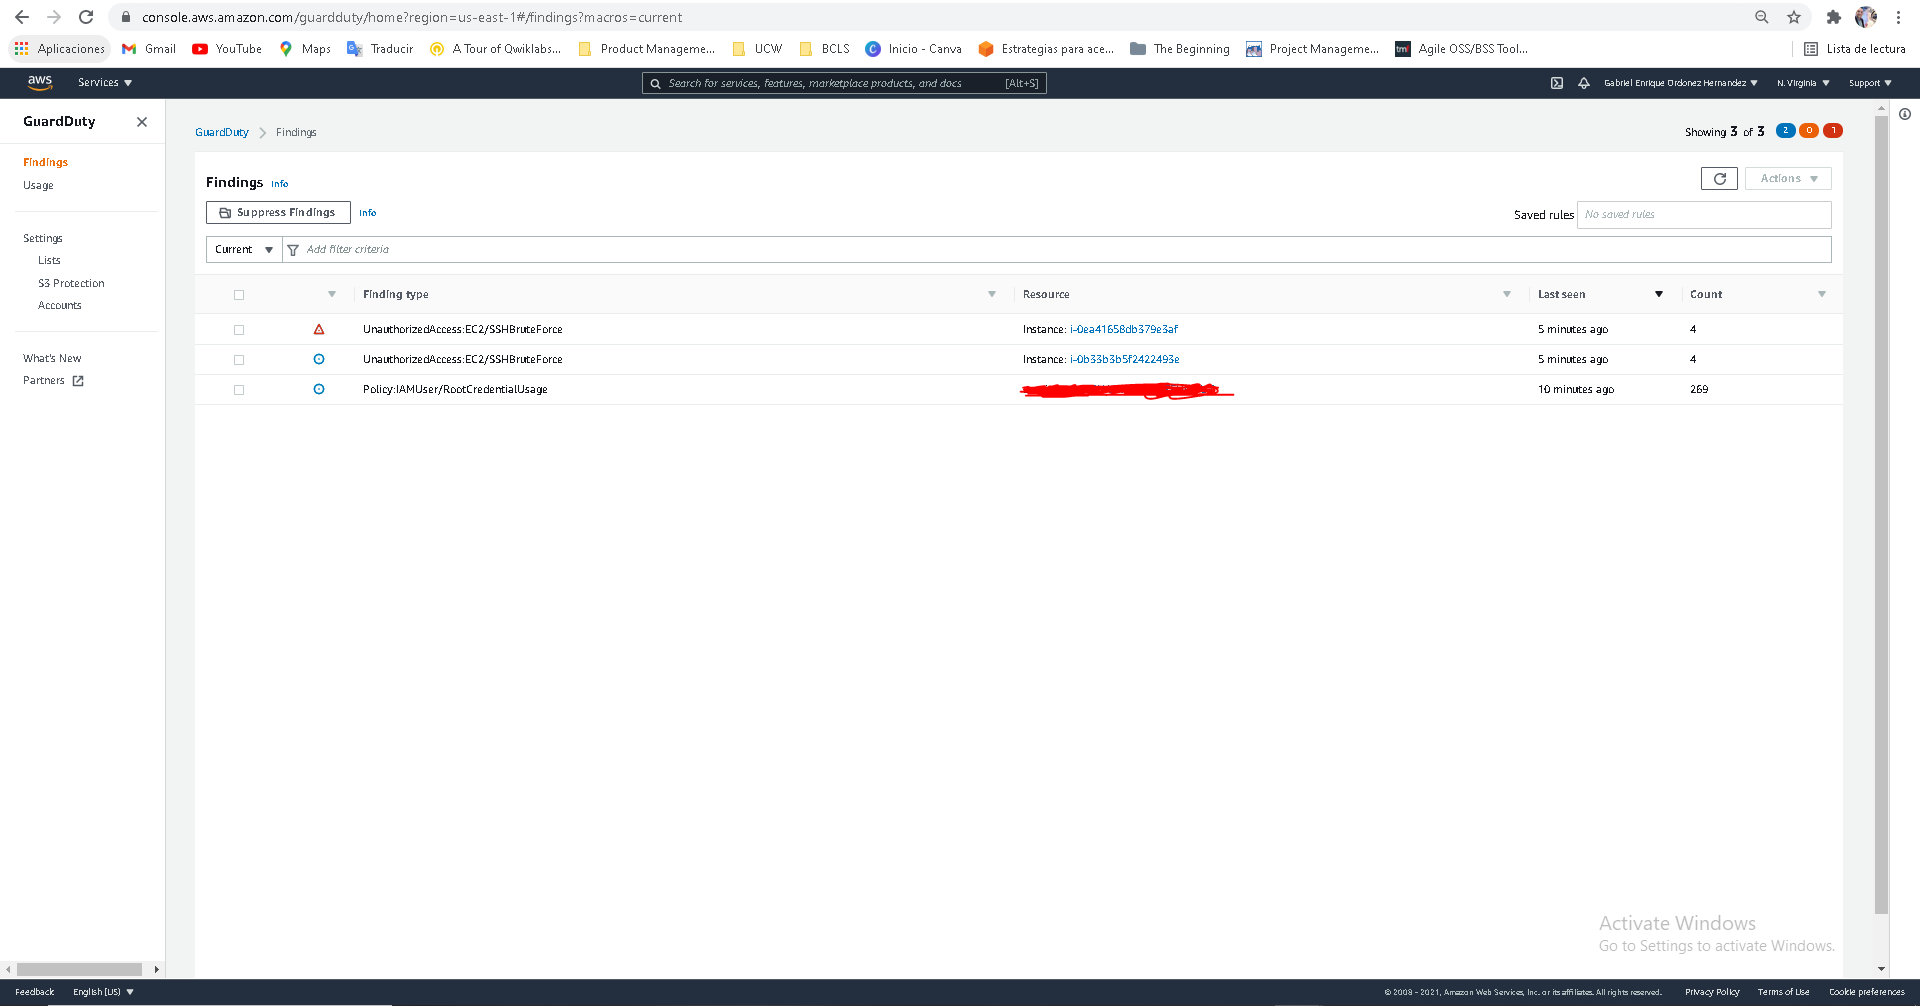 console.aws.amazon.com/guardduty/home?region=us-east-1#/findings?macros=current
Aplicaciones Gmail YouTube Maps Traducir A Tour of Qwiklabs... Product Manageme... UCW BCLS Inicio - Canva Estrategias para ace... The Beginning Project Manageme... tmf Agile OSS/BSS Tool... Lista de lectura
aws Services Search for services, features, marketplace products, and docs [Alt+S] Gabriel Enrique Ordonez Hernandez N. Virginia Support
GuardDuty
Findings
Usage
Settings
Lists
S3 Protection
Accounts
What's New
Partners
GuardDuty Findings Showing 3 of 3 2 0 1
Findings Info Actions
Suppress Findings Info Saved rules No saved rules
Current Add filter criteria
Finding type Resource Last seen Count
UnauthorizedAccess:EC2/SSHBruteForce Instance: i-0ea41658db379e3af 5 minutes ago 4
UnauthorizedAccess:EC2/SSHBruteForce Instance: i-0b33b3b5f2422493e 5 minutes ago 4
Policy:IAMUser/RootCredentialUsage 10 minutes ago 269
Activate Windows
Go to Settings to activate Windows.
Feedback English (US) © 2008 - 2021, Amazon Web Services, Inc. or its affiliates. All rights reserved. Privacy Policy Terms of Use Cookie preferences